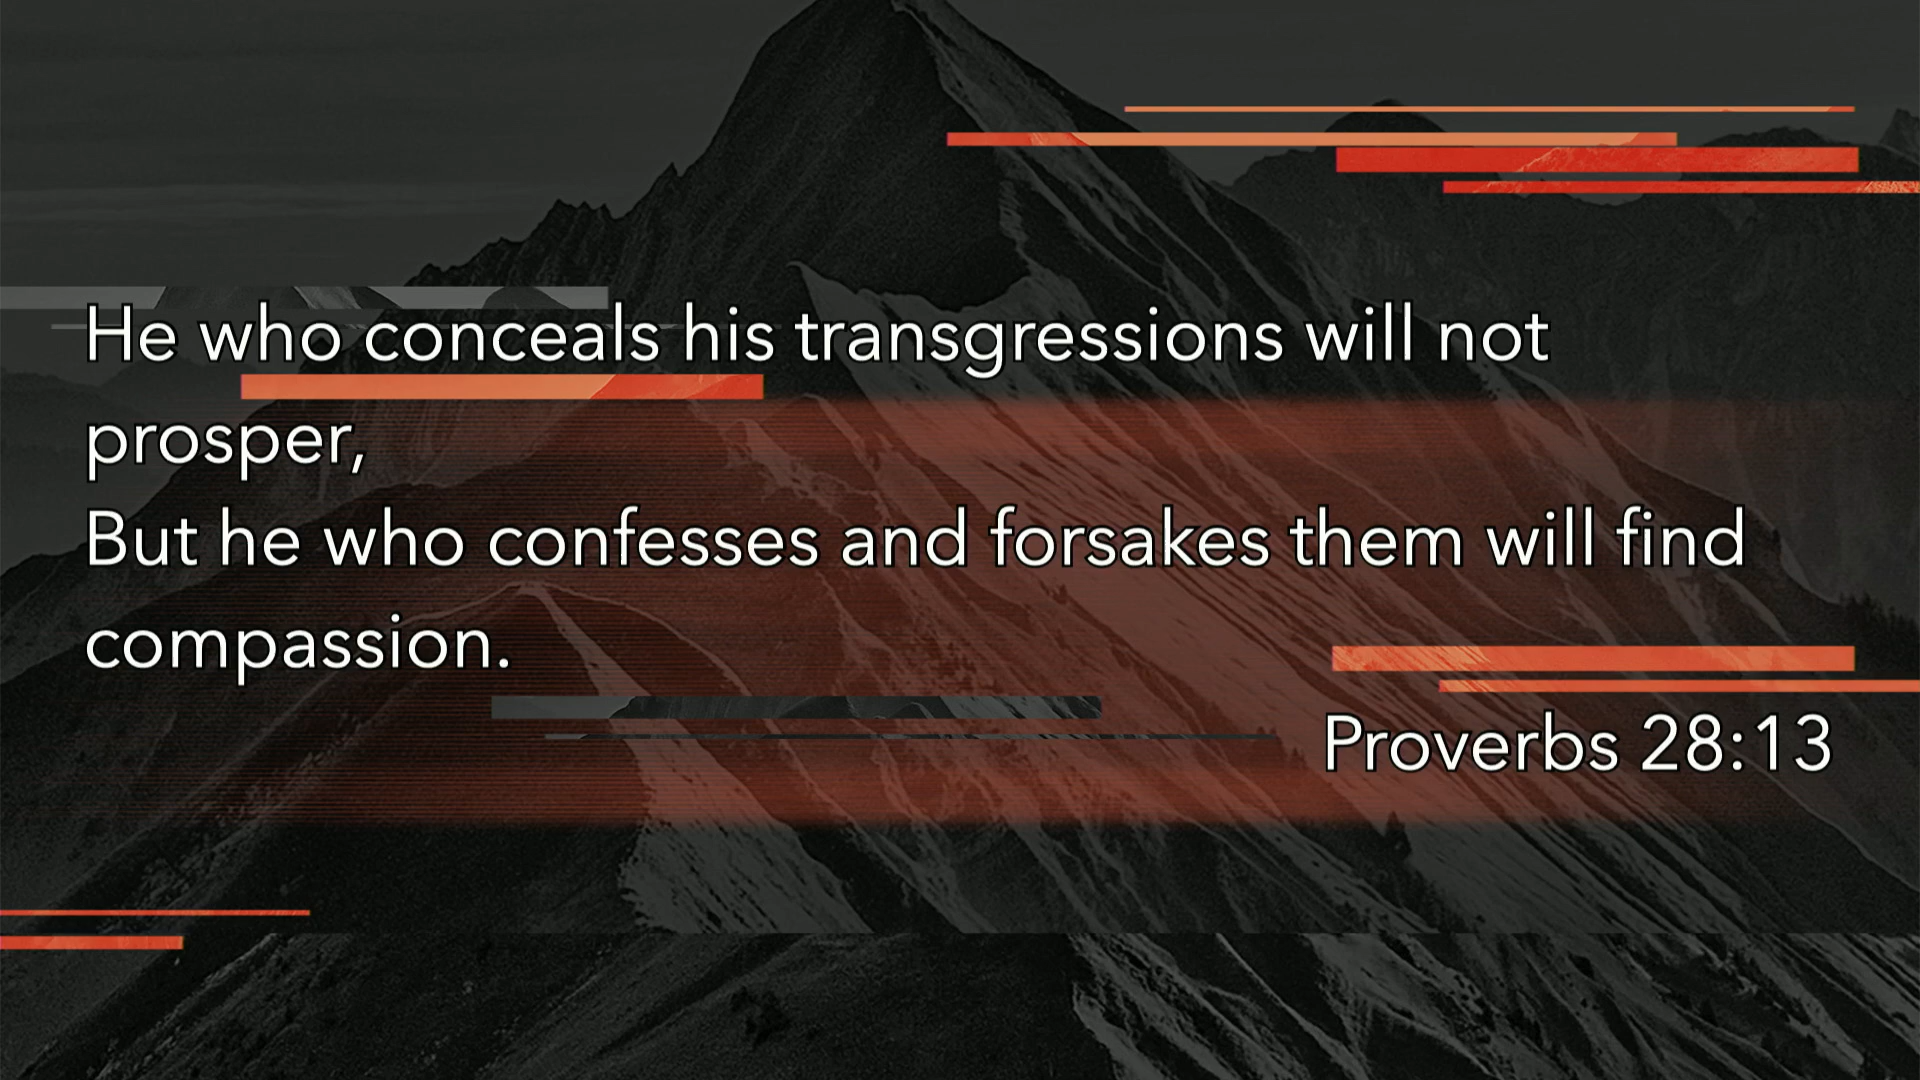 He who conceals his transgressions will not
prosper,
But he who confesses and forsakes them will find
compassion.
Proverbs 28:13